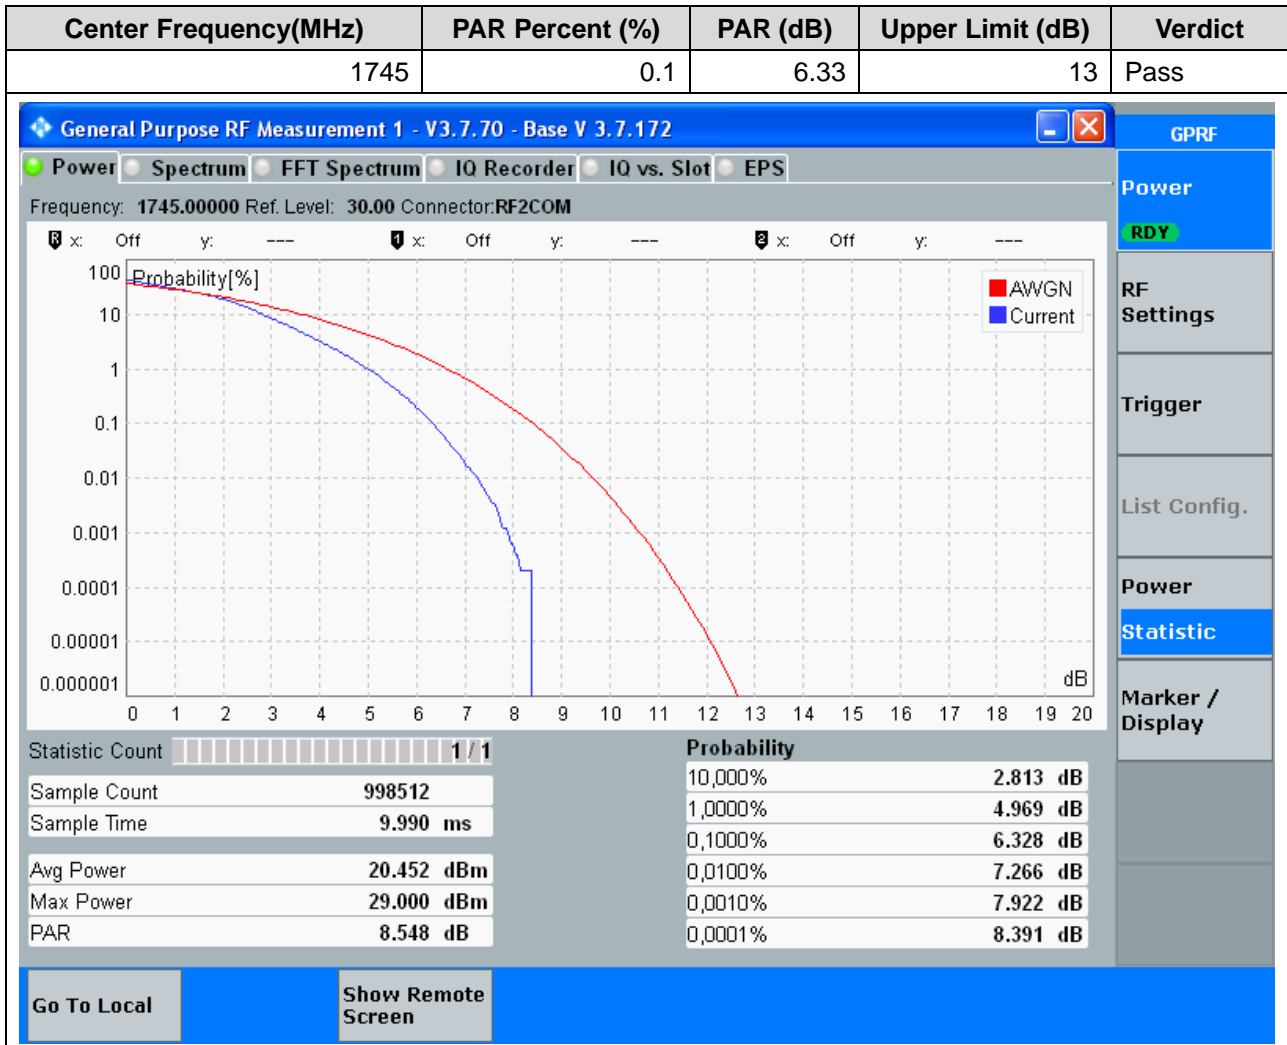 Center Frequency(MHz) PAR Percent (%) PAR (dB) Upper Limit (dB) Verdict
1745 0.1 6.33 13 Pass
General Purpose RF Measurement 1 - V3.7.70 - Base V 3.7.172
GPRF
Power Spectrum FFT Spectrum IQ Recorder IQ vs. Slot EPS
Power
RDY
Frequency: 1745.00000 Ref. Level: 30.00 Connector:RF2COM
R x: Off y: --- 1 x: Off y: --- 2 x: Off y: ---
Probability[%]
100
10
1
0.1
0.01
0.001
0.0001
0.00001
0.000001
AWGN
Current
dB
0 1 2 3 4 5 6 7 8 9 10 11 12 13 14 15 16 17 18 19 20
RF
Settings
Trigger
List Config.
Power
Statistic
Marker /
Display
Statistic Count 1 / 1
Sample Count 998512
Sample Time 9.990 ms
Avg Power 20.452 dBm
Max Power 29.000 dBm
PAR 8.548 dB
Probability
10,000% 2.813 dB
1,0000% 4.969 dB
0,1000% 6.328 dB
0,0100% 7.266 dB
0,0010% 7.922 dB
0,0001% 8.391 dB
Go To Local
Show Remote
Screen